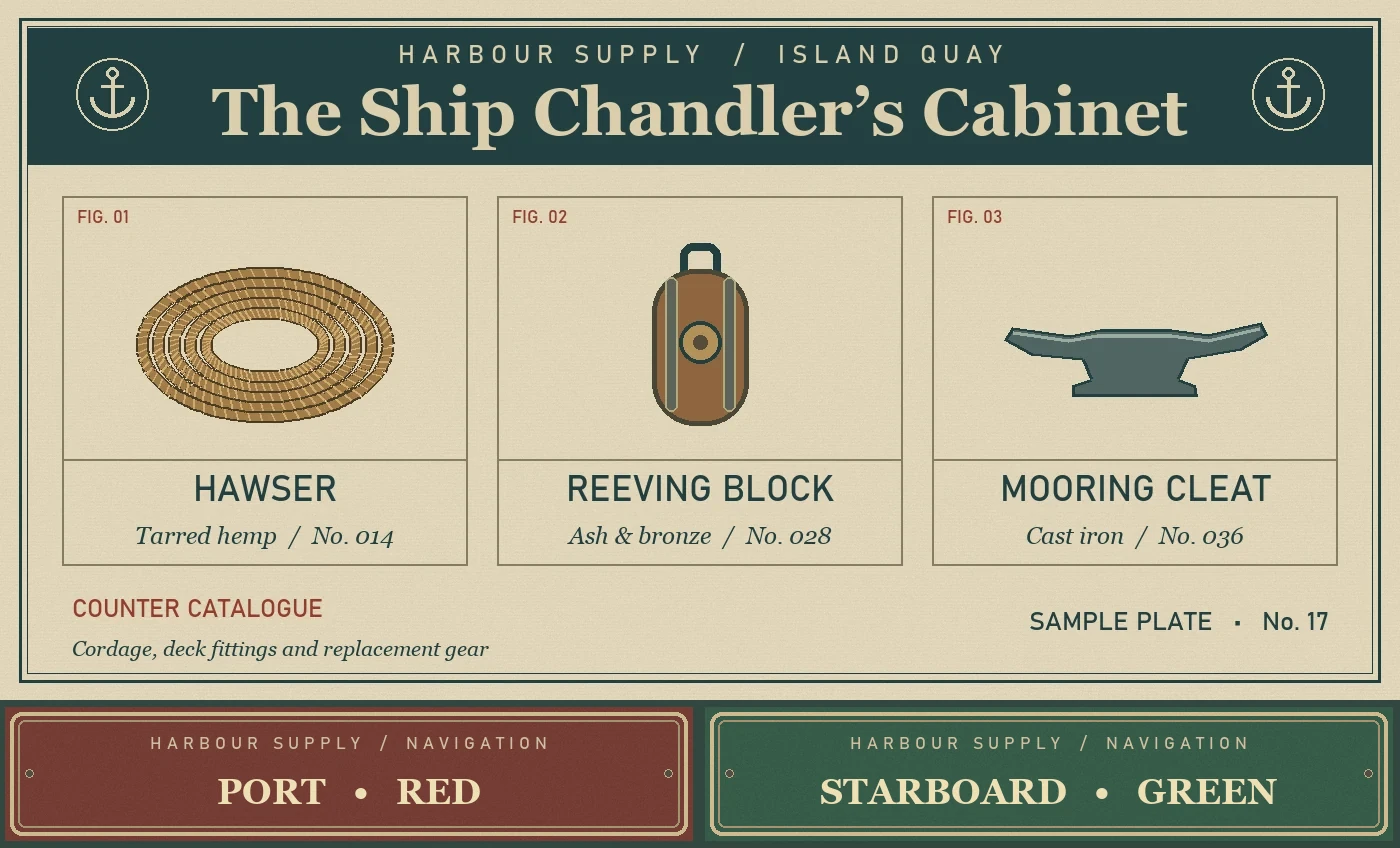 HARBOUR SUPPLY / ISLAND QUAY
The Ship Chandler’s Cabinet
FIG. 01
HAWSER
Tarred hemp / No. 014
FIG. 02
REEVING BLOCK
Ash & bronze / No. 028
FIG. 03
MOORING CLEAT
Cast iron / No. 036
COUNTER CATALOGUE
Cordage, deck fittings and replacement gear
SAMPLE PLATE · No. 17
HARBOUR SUPPLY / NAVIGATION
PORT • RED
HARBOUR SUPPLY / NAVIGATION
STARBOARD • GREEN